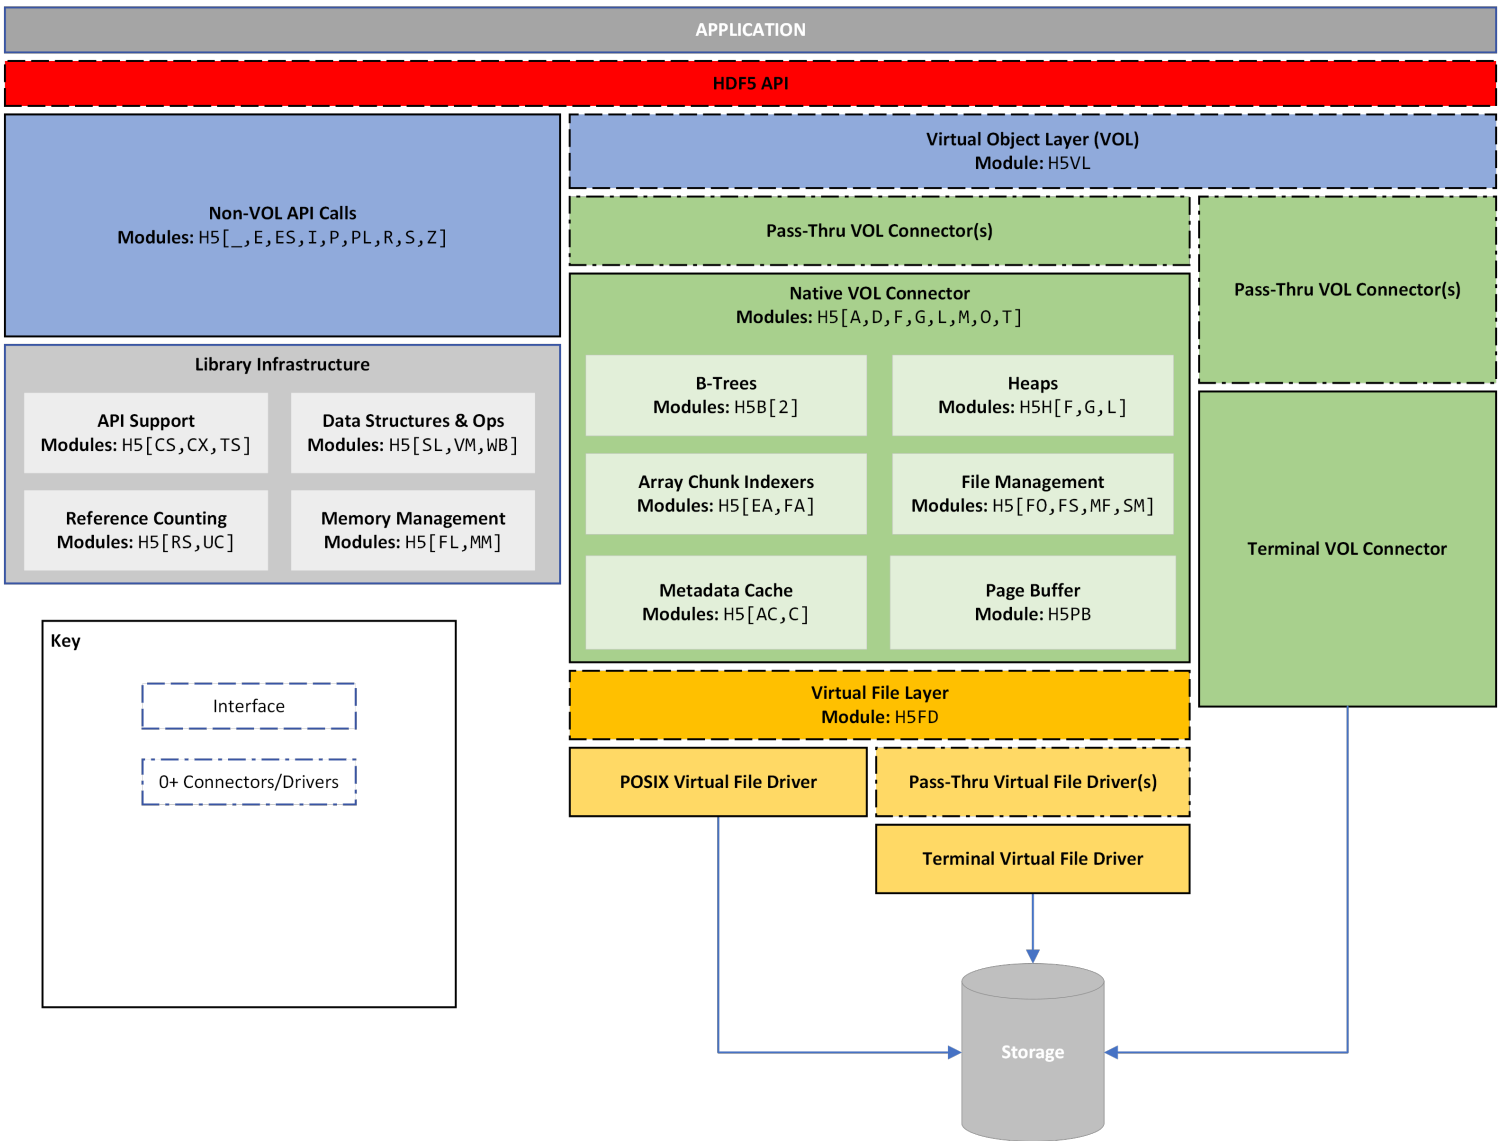 APPLICATION
HDF5 API
Non-VOL API Calls
Modules: H5[_,E,ES,I,P,PL,R,S,Z]
Virtual Object Layer (VOL)
Module: H5VL
Pass-Thru VOL Connector(s)
Pass-Thru VOL Connector(s)
Native VOL Connector
Modules: H5[A,D,F,G,L,M,O,T]
B-Trees
Modules: H5B[2]
Heaps
Modules: H5H[F,G,L]
Array Chunk Indexers
Modules: H5[EA,FA]
File Management
Modules: H5[FO,FS,MF,SM]
Metadata Cache
Modules: H5[AC,C]
Page Buffer
Module: H5PB
Terminal VOL Connector
Library Infrastructure
API Support
Modules: H5[CS,CX,TS]
Data Structures & Ops
Modules: H5[SL,VM,WB]
Reference Counting
Modules: H5[RS,UC]
Memory Management
Modules: H5[FL,MM]
Key
Interface
0+ Connectors/Drivers
Virtual File Layer
Module: H5FD
POSIX Virtual File Driver
Pass-Thru Virtual File Driver(s)
Terminal Virtual File Driver
Storage